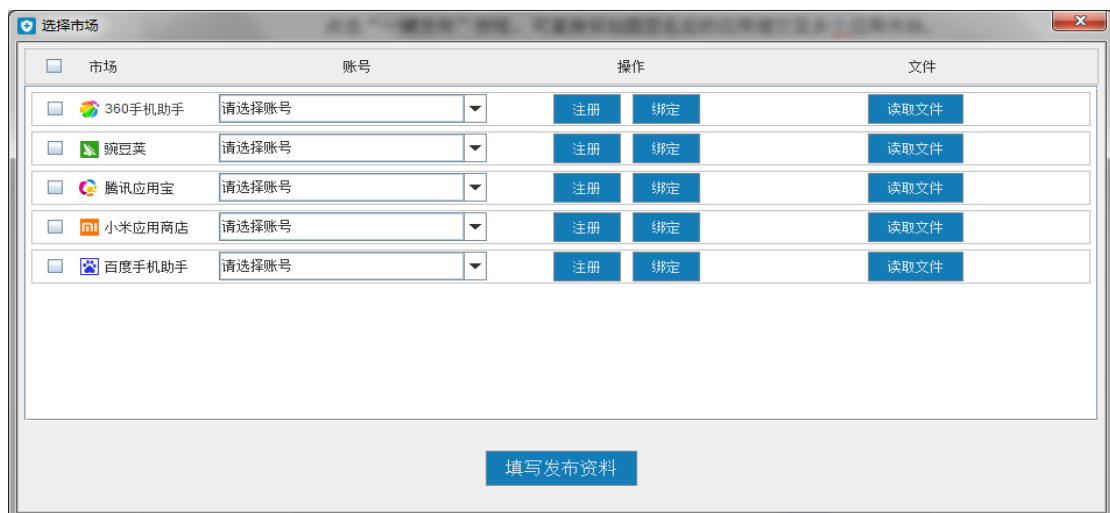 选择市场
市场 账号 操作 文件
360手机助手 请选择账号 注册 绑定 读取文件
豌豆荚 请选择账号 注册 绑定 读取文件
腾讯应用宝 请选择账号 注册 绑定 读取文件
小米应用商店 请选择账号 注册 绑定 读取文件
百度手机助手 请选择账号 注册 绑定 读取文件
填写发布资料